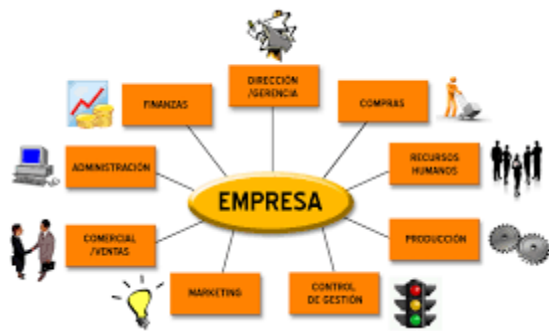 DIRECCIÓN
/GERENCIA
FINANZAS
COMPRAS
ADMINISTRACIÓN
RECURSOS
HUMANOS
EMPRESA
COMERCIAL
/VENTAS
PRODUCCIÓN
MARKETING
CONTROL
DE GESTIÓN